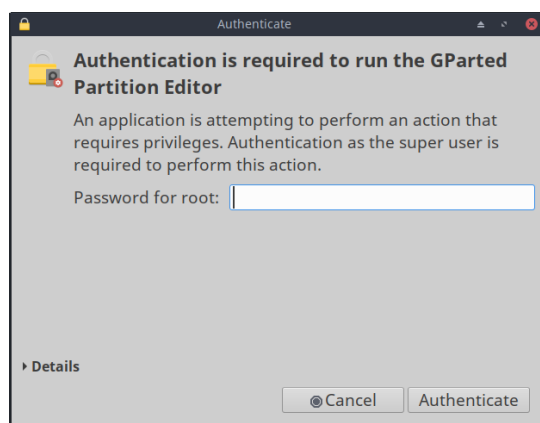 Authenticate
Authentication is required to run the GParted
Partition Editor
An application is attempting to perform an action that
requires privileges. Authentication as the super user is
required to perform this action.
Password for root:
Details
Cancel
Authenticate